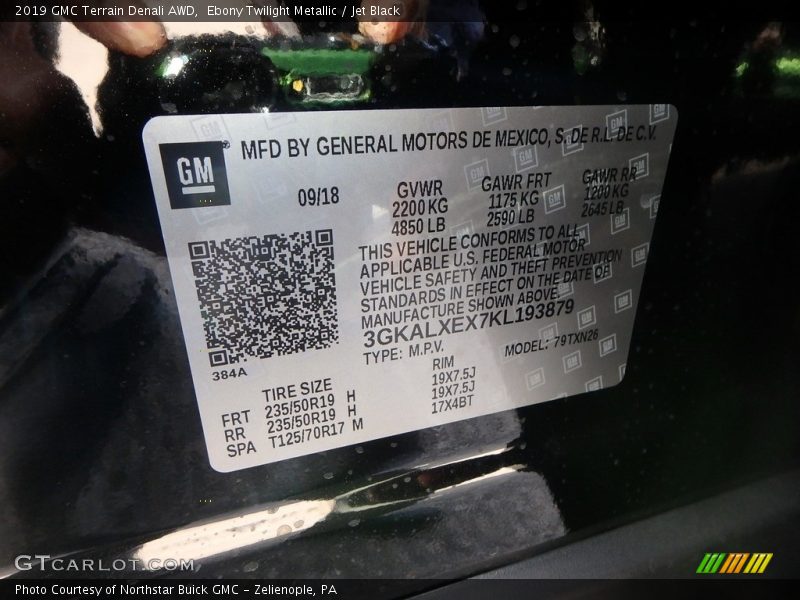 2019 GMC Terrain Denali AWD,  Ebony Twilight Metallic / Jet Black
GM
®
MFD BY GENERAL MOTORS DE MEXICO, S, DE R.L. DE C.V.
09/18
GVWR GAWR FRT GAWR RR
2200 KG 1175 KG 1200 KG
4850 LB 2590 LB 2645 LB
THIS VEHICLE CONFORMS TO ALL
APPLICABLE U.S. FEDERAL MOTOR
VEHICLE SAFETY AND THEFT PREVENTION
STANDARDS IN EFFECT ON THE DATE OF
MANUFACTURE SHOWN ABOVE.
3GKALXEX7KL193879
TYPE: M.P.V. MODEL: 79TXN26
384A
TIRE SIZE RIM
FRT 235/50R19 H 19X7.5J
RR 235/50R19 H 19X7.5J
SPA T125/70R17 M 17X4BT
GTCARLOT.COM
Photo Courtesy of Northstar Buick GMC - Zelienople, PA